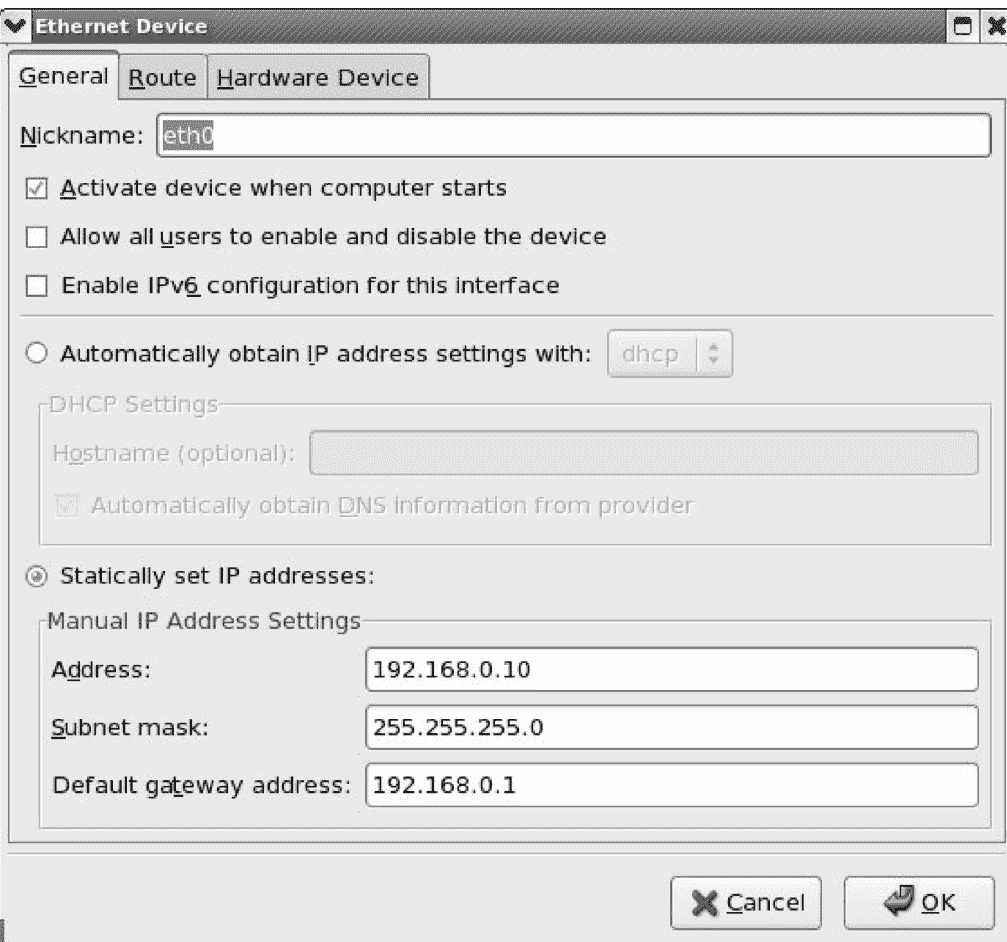 Ethernet Device
General Route Hardware Device
Nickname: eth0
Activate device when computer starts
Allow all users to enable and disable the device
Enable IPv6 configuration for this interface
Automatically obtain IP address settings with: dhcp
DHCP Settings
Hostname (optional):
Automatically obtain DNS information from provider
Statically set IP addresses:
Manual IP Address Settings
Address: 192.168.0.10
Subnet mask: 255.255.255.0
Default gateway address: 192.168.0.1
Cancel OK